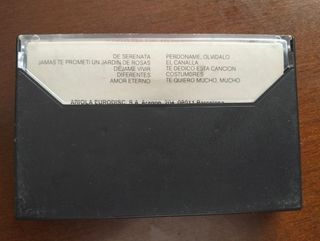 DE SERENATA
JAMAS TE PROMETI UN JARDIN DE ROSAS
DEJAME VIVIR
DIFERENTES
AMOR ETERNO
PERDONAME, OLVIDALO
EL CANALLA
TE DEDICO ESTA CANCION
COSTUMBRES
TE QUIERO MUCHO, MUCHO
ARIOLA EURODISC, S.A. Aragon, 204, 08011 Barcelona